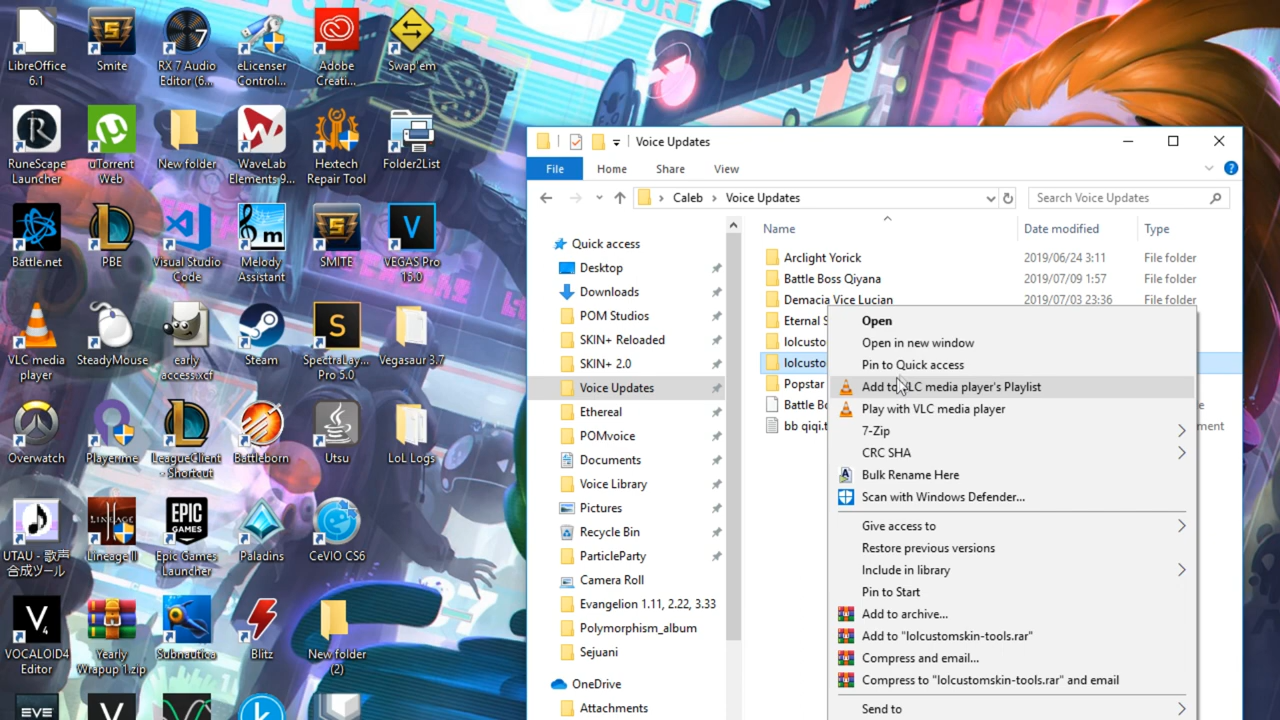 LibreOffice
6.1
Smite
RX 7 Audio
Editor (6...
eLicenser
Control...
Adobe
Creati...
Swap'em
RuneScape
Launcher
uTorrent
Web
New folder
WaveLab
Elements 9...
Hextech
Repair Tool
Folder2List
Battle.net
PBE
Visual Studio
Code
Melody
Assistant
SMITE
VEGAS Pro
15.0
VLC media
player
SteadyMouse
early
access.xcf
Steam
SpectraLay...
Pro 5.0
Vegasaur 3.7
Overwatch
Player.me
LeagueClient
- Shortcut
Battleborn
Utsu
LoL Logs
UTAU - 歌声
合成ツール
Lineage II
Epic Games
Launcher
Paladins
CeVIO CS6
VOCALOID4
Editor
Yearly
Wrapup 1.zip
Subnautica
Blitz
New folder
(2)
EVE
Voice Updates
File
Home
Share
View
Caleb
Voice Updates
Search Voice Updates
Quick access
Desktop
Downloads
POM Studios
SKIN+ Reloaded
SKIN+ 2.0
Voice Updates
Ethereal
POMvoice
Documents
Voice Library
Pictures
Recycle Bin
ParticleParty
Camera Roll
Evangelion 1.11, 2.22, 3.33
Polymorphism_album
Sejuani
OneDrive
Attachments
Name
Date modified
Type
Arclight Yorick
2019/06/24 3:11
File folder
Battle Boss Qiyana
2019/07/09 1:57
File folder
Demacia Vice Lucian
2019/07/03 23:36
File folder
Eternal S
lolcusto
lolcusto
Popstar
Battle Bo
bb qiqi.t
ment
Open
Open in new window
Pin to Quick access
Add to VLC media player's Playlist
Play with VLC media player
7-Zip
CRC SHA
Bulk Rename Here
Scan with Windows Defender...
Give access to
Restore previous versions
Include in library
Pin to Start
Add to archive...
Add to "lolcustomskin-tools.rar"
Compress and email...
Compress to "lolcustomskin-tools.rar" and email
Send to